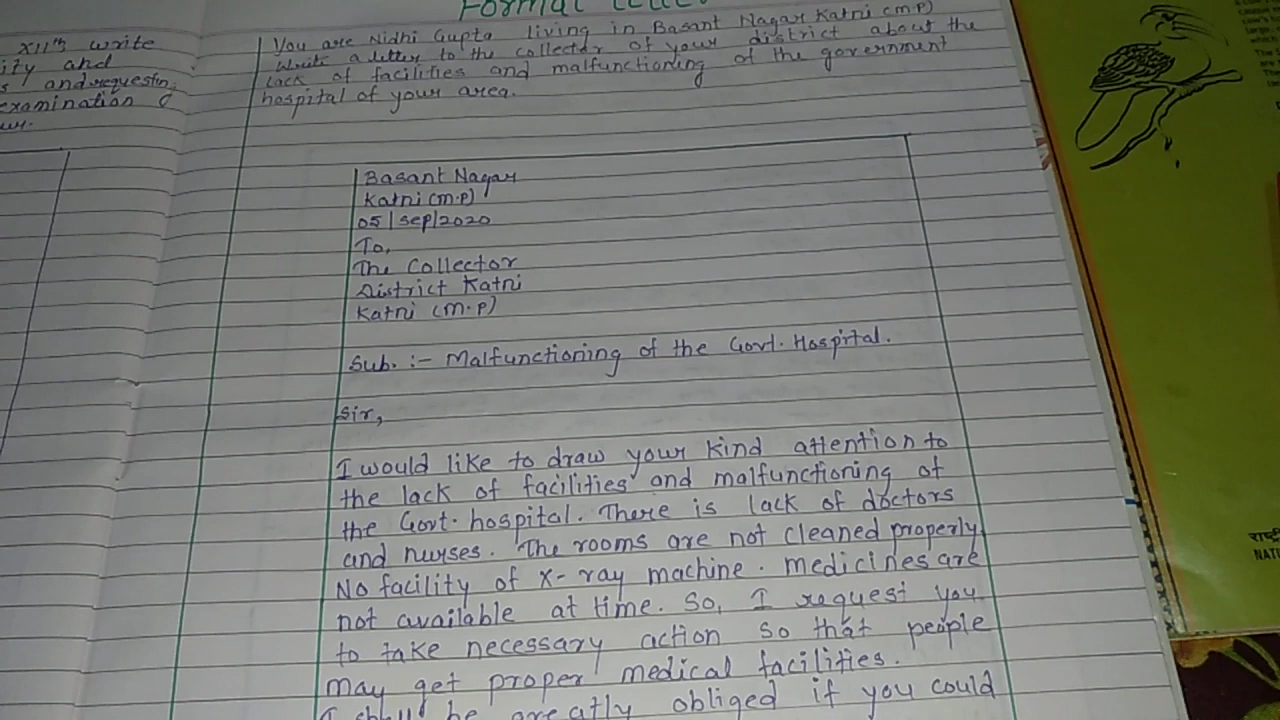 Formal
XIIth write
ity and
and requestin
examination
You are Nidhi Gupta living in Basant Nagar Katni (m.p)
Write a letter to the collector of your district about the
lack of facilities and malfunctioning of the government
hospital of your area.
Basant Nagar
Katni (m.p)
05/sep/2020
To,
The Collector
District Katni
Katni (m.p)
Sub. :- Malfunctioning of the Govt. Hospital.
Sir,
I would like to draw your kind attention to
the lack of facilities and malfunctioning of
the Govt. hospital. There is lack of doctors
and nurses. The rooms are not cleaned properly.
No facility of x-ray machine. medicines are
not available at time. So, I request you
to take necessary action so that people
may get proper medical facilities.
I shall be greatly obliged if you could
राष्ट्री
NATI